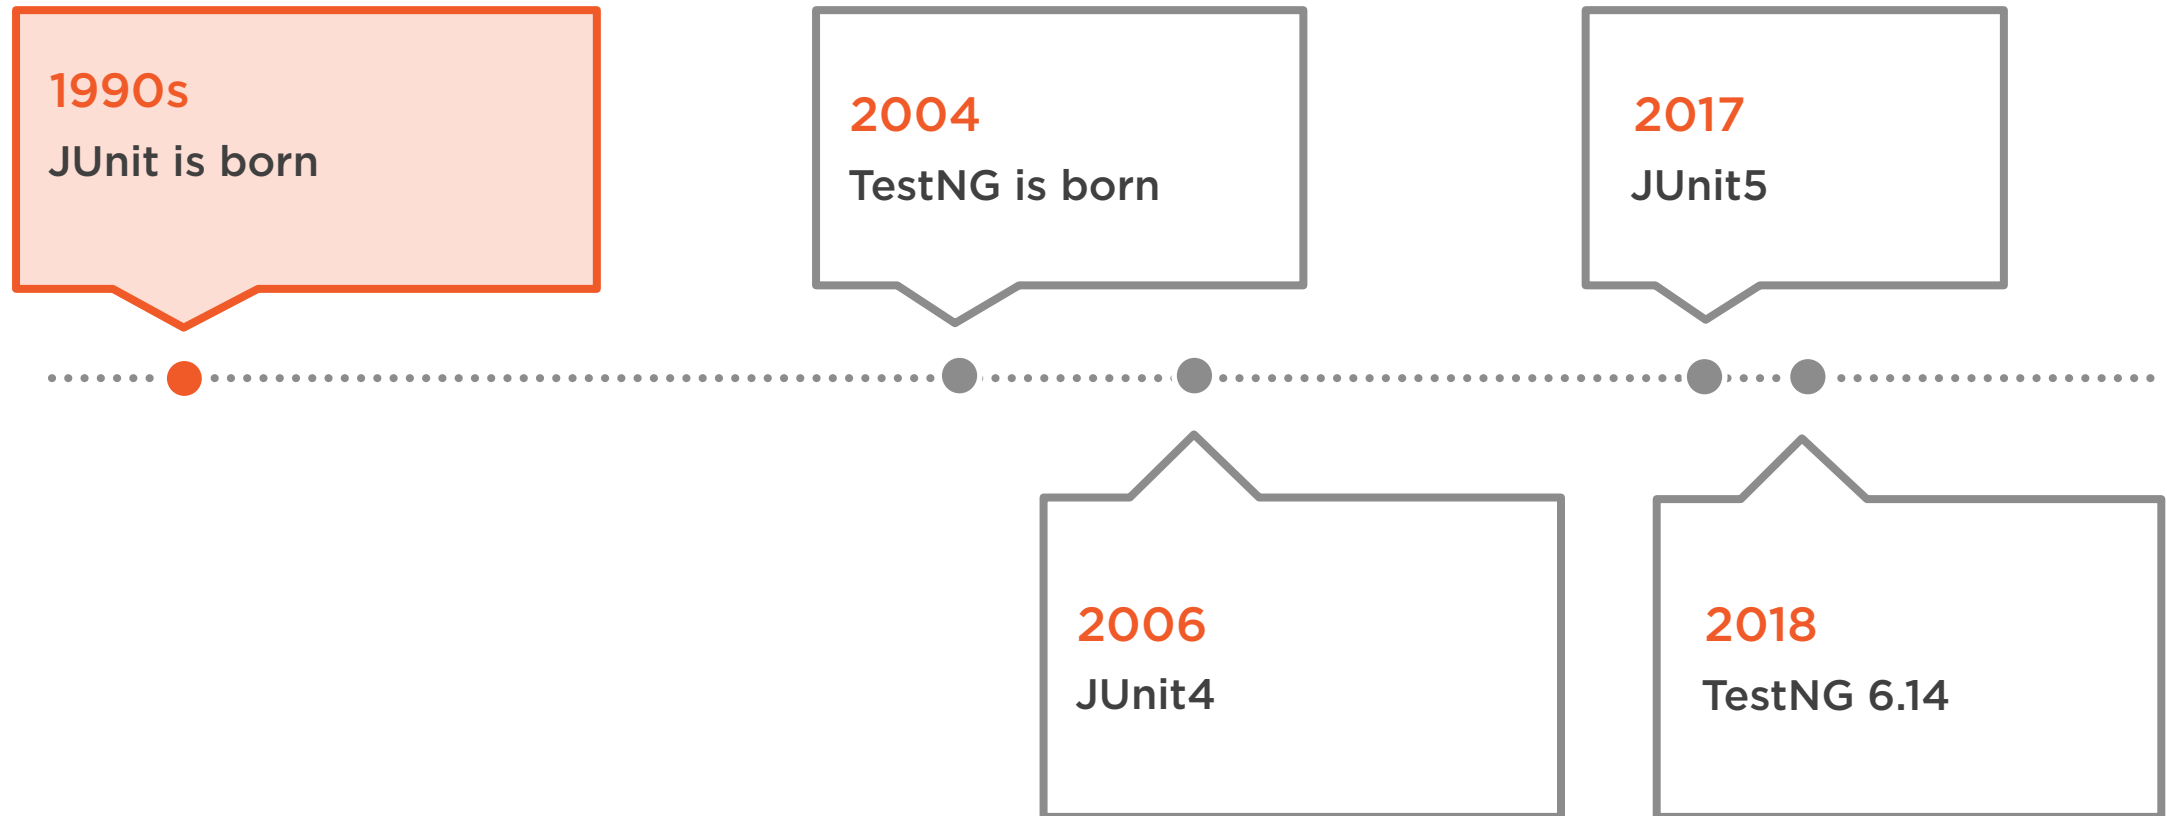 1990s
JUnit is born
2004
TestNG is born
2017
JUnit5
2006
JUnit4
2018
TestNG 6.14